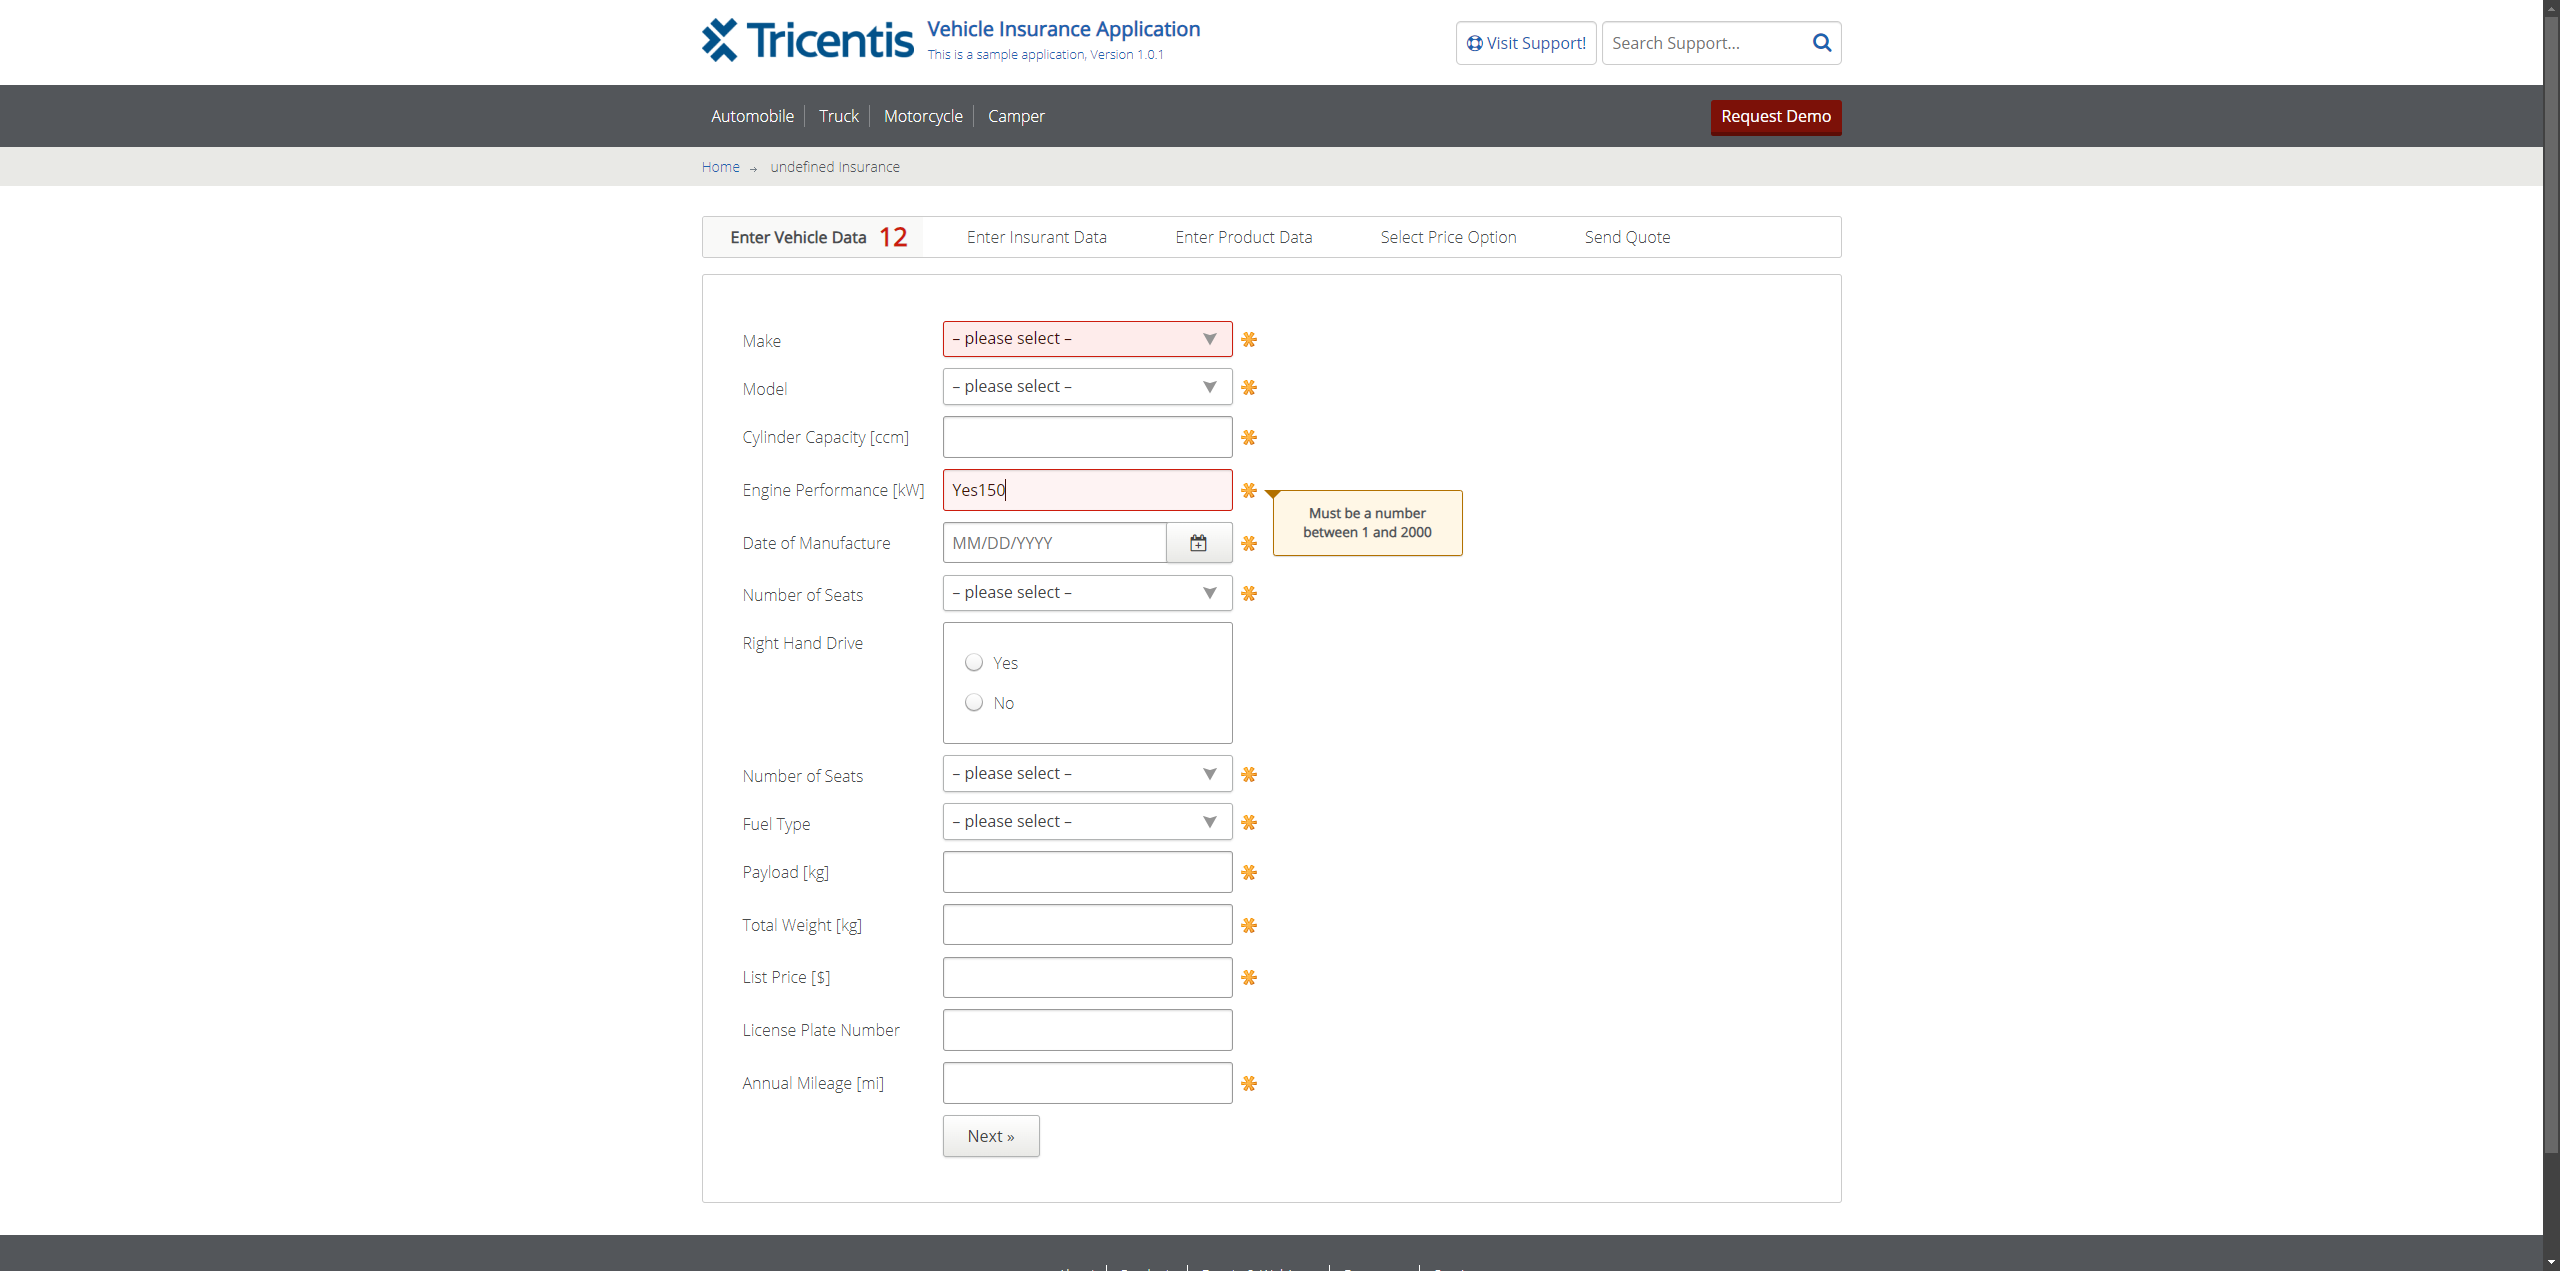 Tricentis
Vehicle Insurance Application
This is a sample application, Version 1.0.1
Visit Support!
Search Support...
Automobile
Truck
Motorcycle
Camper
Request Demo
Home → undefined Insurance
Enter Vehicle Data 12
Enter Insurant Data
Enter Product Data
Select Price Option
Send Quote
Make
– please select –
Model
– please select –
Cylinder Capacity [ccm]
Engine Performance [kW]
Yes150
Must be a number
between 1 and 2000
Date of Manufacture
MM/DD/YYYY
Number of Seats
– please select –
Right Hand Drive
Yes
No
Number of Seats
– please select –
Fuel Type
– please select –
Payload [kg]
Total Weight [kg]
List Price [$]
License Plate Number
Annual Mileage [mi]
Next »